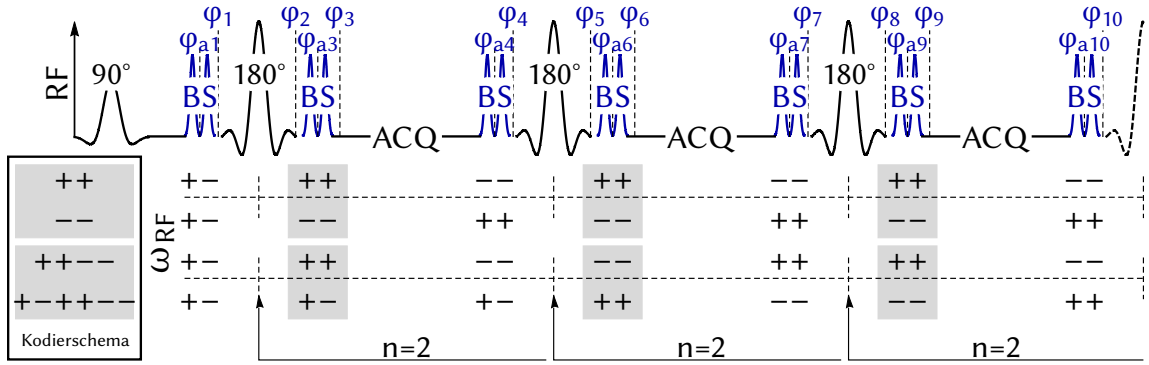 φ1 φ2 φ3 φ4 φ5 φ6 φ7 φ8 φ9 φ10
φa1 φa3 φa4 φa6 φa7 φa9 φa10
RF 90° 180° 180° 180°
BS BS BS BS BS BS BS
ACQ ACQ ACQ
++ +− ++ −− ++ −− ++ −−
−− +− −− ++ −− ++ −− ++
ωRF
++−− +− ++ −− −− ++ ++ −−
+−++−− +− +− +− ++ −− −− ++
Kodierschema
n=2 n=2 n=2